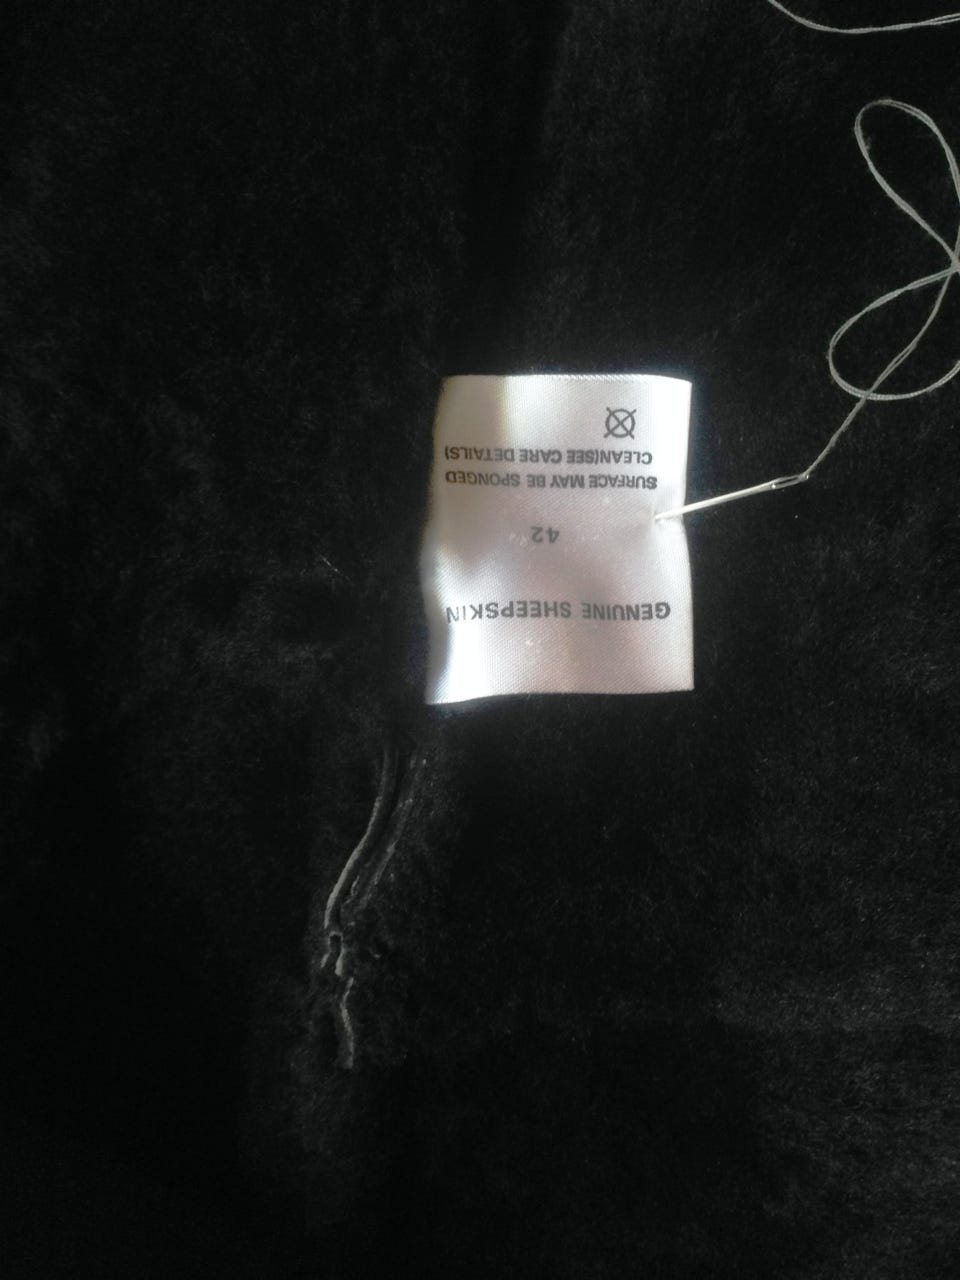 GENUINE SHEEPSKIN
42
SURFACE MAY BE SPONGED
CLEAN(SEE CARE DETAILS)